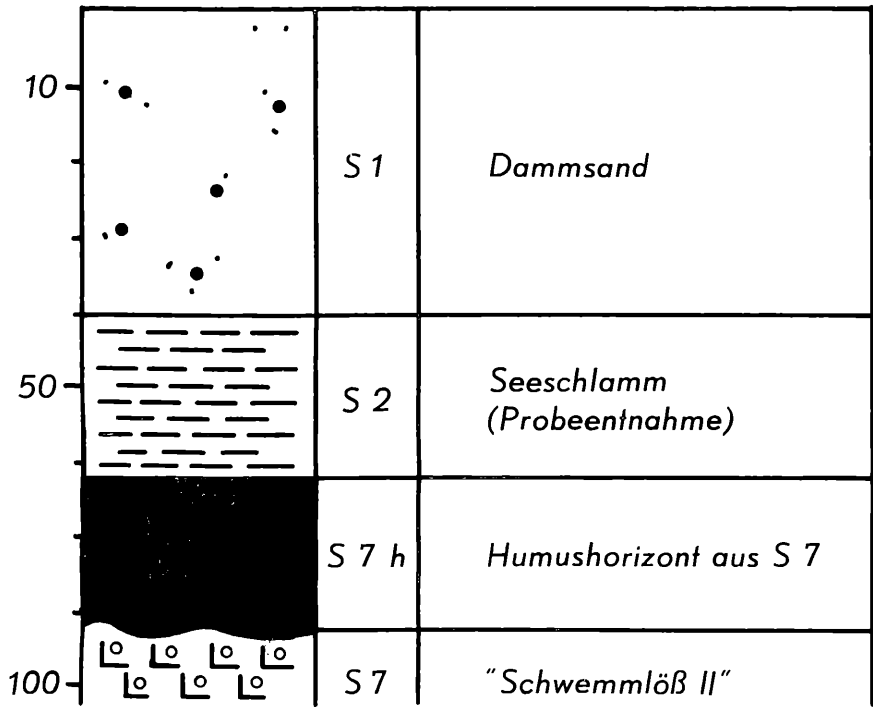 10
S 1
Dammsand
50
S 2
Seeschlamm
(Probeentnahme)
S 7 h
Humushorizont aus S 7
100
S 7
"Schwemmlöß II"